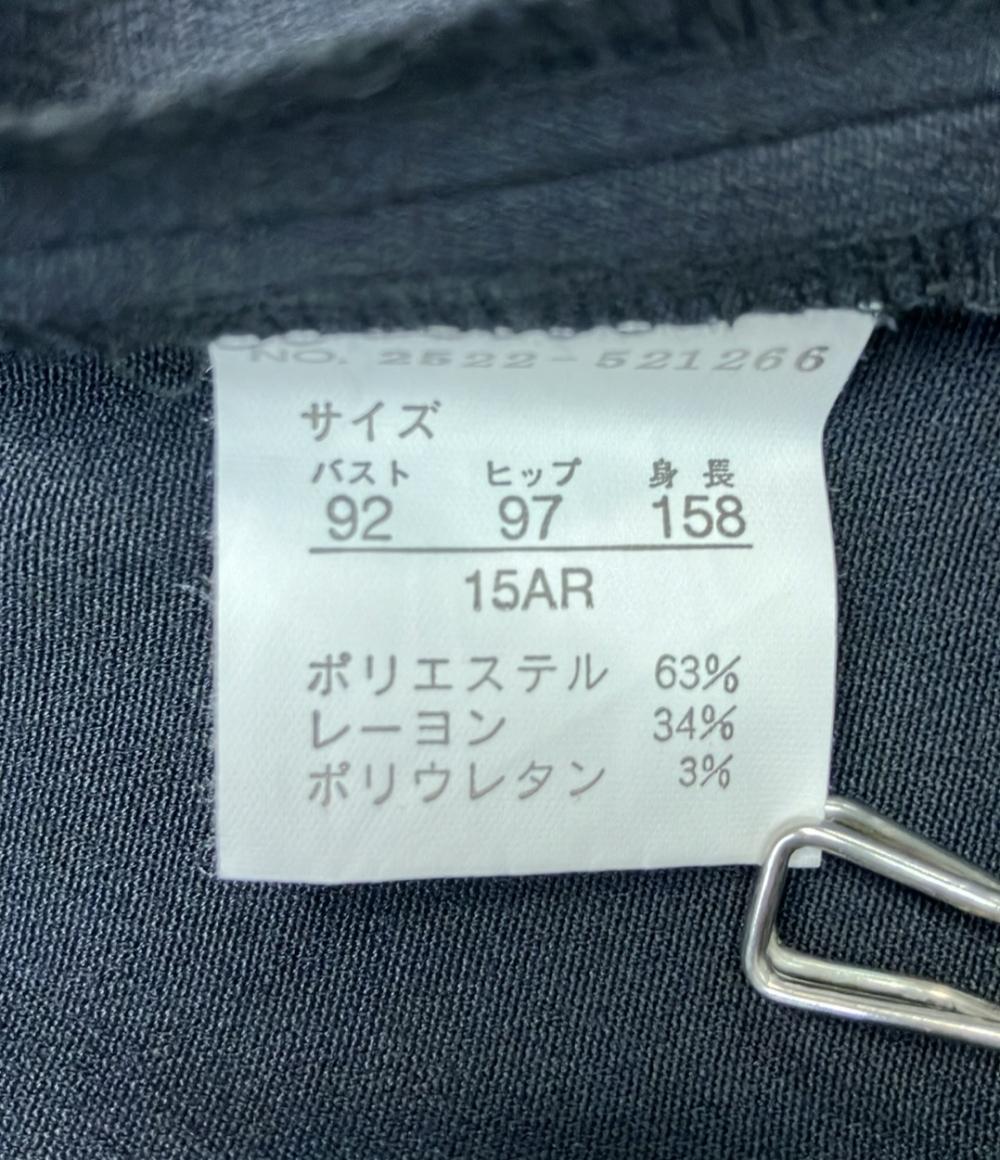 NO. 2522-521266
サイズ
バスト ヒップ 身長
92 97 158
15AR
ポリエステル 63%
レーヨン 34%
ポリウレタン 3%